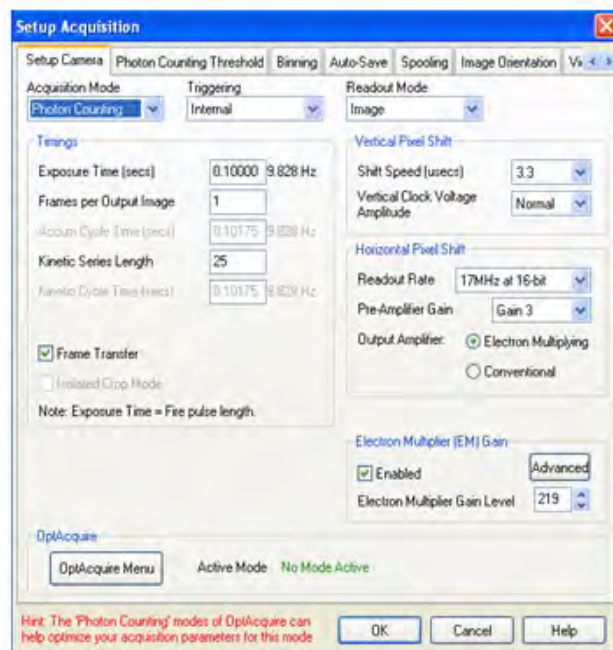 Setup Acquisition
Setup Camera Photon Counting Threshold Binning Auto-Save Spooling Image Orientation
Acquisition Mode Triggering Readout Mode
Photon Counting Internal Image
Timings
Exposure Time (secs) 0.10000 9.828 Hz
Frames per Output Image 1
Accum Cycle Time (secs) 0.10175 9.828 Hz
Kinetic Series Length 25
Kinetic Cycle Time (secs) 0.10175 9.828 Hz
Frame Transfer
Isolated Crop Mode
Note: Exposure Time = Fire pulse length.
Vertical Pixel Shift
Shift Speed (usecs) 3.3
Vertical Clock Voltage
Amplitude Normal
Horizontal Pixel Shift
Readout Rate 17MHz at 16-bit
Pre-Amplifier Gain Gain 3
Output Amplifier: Electron Multiplying
Conventional
Electron Multiplier (EM) Gain
Enabled Advanced
Electron Multiplier Gain Level 219
OptAcquire
OptAcquire Menu Active Mode No Mode Active
Hint: The 'Photon Counting' modes of OptAcquire can
help optimize your acquisition parameters for this mode
OK Cancel Help